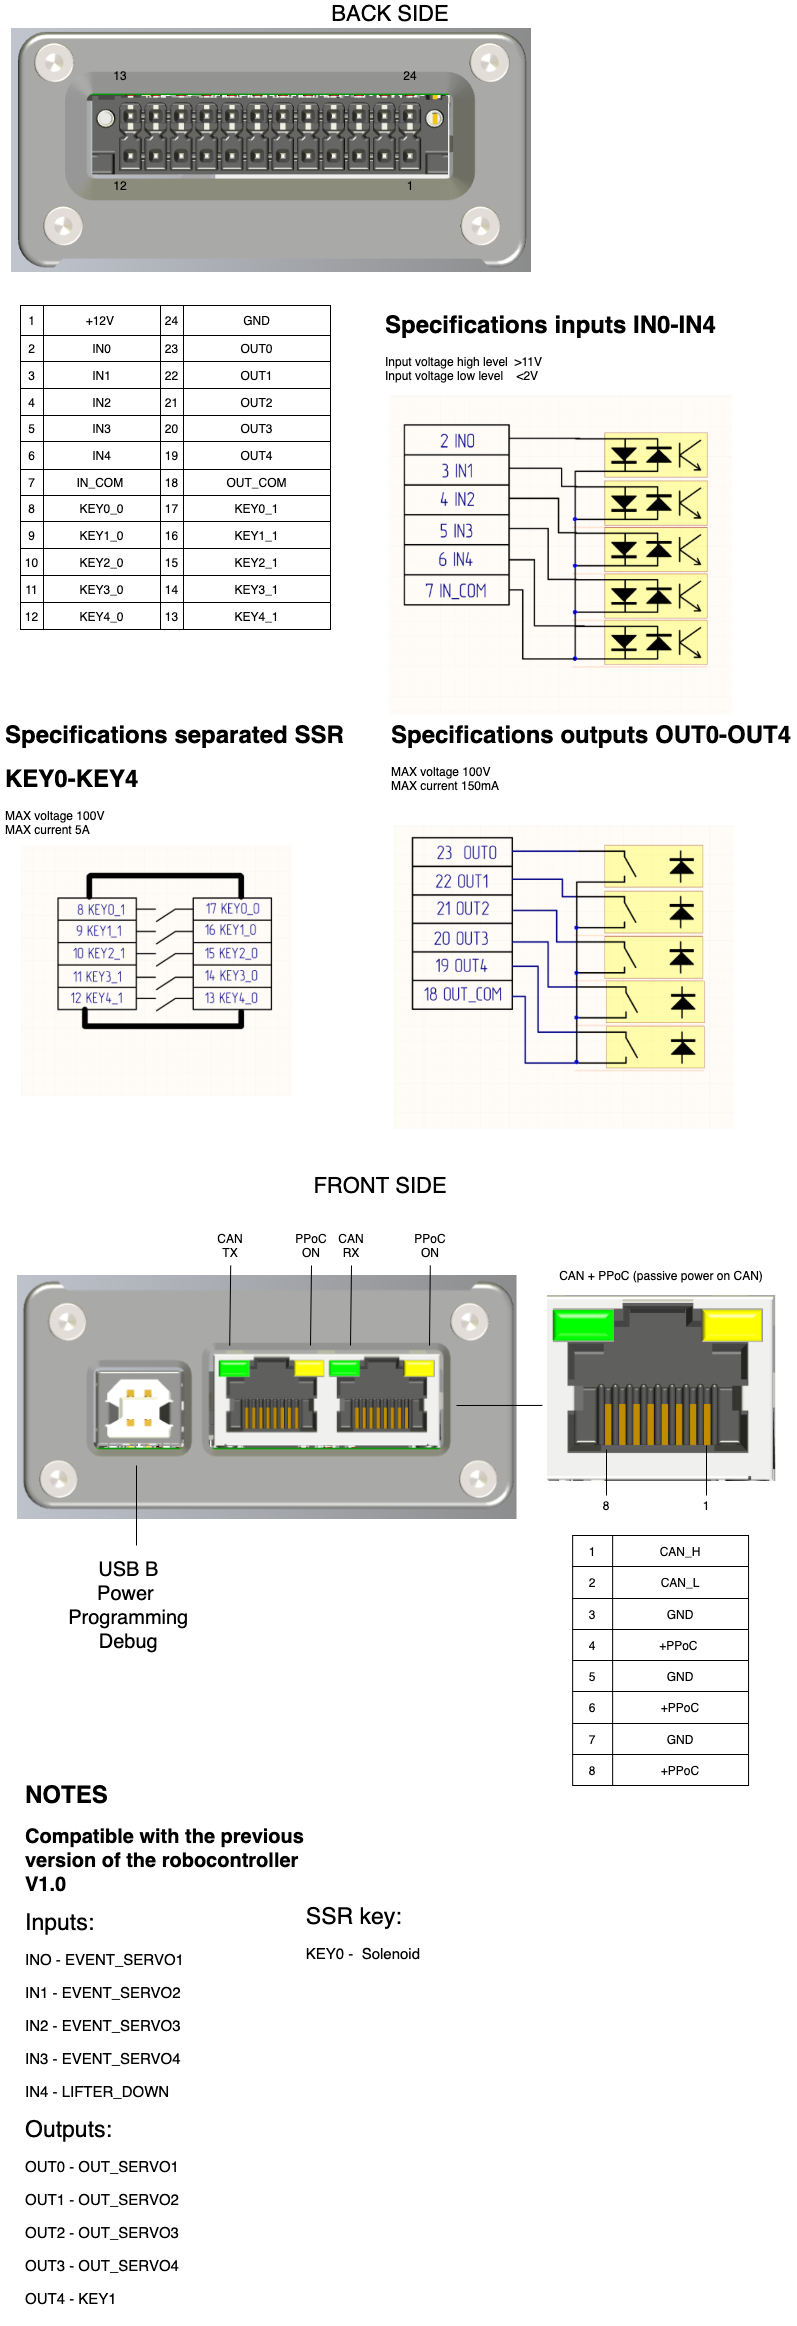 BACK SIDE
13 24
12 1
1 +12V 24 GND
2 IN0 23 OUT0
3 IN1 22 OUT1
4 IN2 21 OUT2
5 IN3 20 OUT3
6 IN4 19 OUT4
7 IN_COM 18 OUT_COM
8 KEY0_0 17 KEY0_1
9 KEY1_0 16 KEY1_1
10 KEY2_0 15 KEY2_1
11 KEY3_0 14 KEY3_1
12 KEY4_0 13 KEY4_1
Specifications inputs IN0-IN4
Input voltage high level >11V
Input voltage low level <2V
2 IN0
3 IN1
4 IN2
5 IN3
6 IN4
7 IN_COM
Specifications separated SSR
KEY0-KEY4
MAX voltage 100V
MAX current 5A
8 KEY0_1 17 KEY0_0
9 KEY1_1 16 KEY1_0
10 KEY2_1 15 KEY2_0
11 KEY3_1 14 KEY3_0
12 KEY4_1 13 KEY4_0
Specifications outputs OUT0-OUT4
MAX voltage 100V
MAX current 150mA
23 OUT0
22 OUT1
21 OUT2
20 OUT3
19 OUT4
18 OUT_COM
FRONT SIDE
CAN TX
PPoC ON
CAN RX
PPoC ON
CAN + PPoC (passive power on CAN)
8 1
USB B
Power
Programming
Debug
1 CAN_H
2 CAN_L
3 GND
4 +PPoC
5 GND
6 +PPoC
7 GND
8 +PPoC
NOTES
Compatible with the previous
version of the robocontroller
V1.0
Inputs:
INO - EVENT_SERVO1
IN1 - EVENT_SERVO2
IN2 - EVENT_SERVO3
IN3 - EVENT_SERVO4
IN4 - LIFTER_DOWN
SSR key:
KEY0 - Solenoid
Outputs:
OUT0 - OUT_SERVO1
OUT1 - OUT_SERVO2
OUT2 - OUT_SERVO3
OUT3 - OUT_SERVO4
OUT4 - KEY1